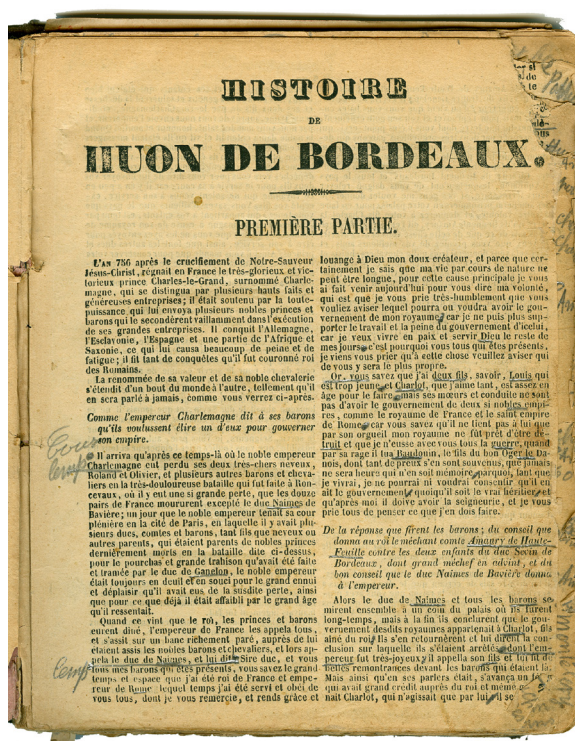 HISTOIRE
DE
HUON DE BORDEAUX.
PREMIÈRE PARTIE.
L'AN 756 après le crucifiement de Notre-Sauveur
Jésus-Christ, régnait en France le très-glorieux et vic-
torieux prince Charles-le-Grand, surnommé Charle-
magne, qui se distingua par plusieurs hauts faits et
généreuses entreprises; il était soutenu par la toute-
puissance qui lui envoya plusieurs nobles princes et
barons qui le secondèrent vaillamment dans l'exécution
de ses grandes entreprises. Il conquit l'Allemagne,
l'Esclavonie, l'Espagne et une partie de l'Afrique et
Saxonie, ce qui lui causa beaucoup de peine et de
fatigue; il fit tant de conquêtes qu'il fut couronné roi
des Romains.
La renommée de sa valeur et de sa noble chevalerie
s'étendit d'un bout du monde à l'autre, tellement qu'il
en sera parlé à jamais, comme vous verrez ci-après.
Comme l'empereur Charlemagne dit à ses barons
qu'ils voulussent élire un d'eux pour gouverner
son empire.
Il arriva qu'après ce temps-là où le noble empereur
Charlemagne eut perdu ses deux très-chers neveux,
Roland et Olivier, et plusieurs autres barons et cheva-
liers en la très-douloureuse bataille qui fut faite à Ron-
cevaux, où il y eut une si grande perte, que les douze
pairs de France moururent excepté le duc Naimes de
Bavière; un jour que le noble empereur tenait sa cour
plénière en la cité de Paris, en laquelle il y avait plu-
sieurs ducs, comtes et barons, tant fils que neveux ou
autres parents, qui étaient parents de nobles princes
dernièrement morts en la bataille dite ci-dessus,
pour le pourchas et grande trahison qu'avait été faite
et tramée par le duc de Ganelon, le noble empereur
était toujours en deuil et en souci pour le grand ennui
et déplaisir qu'il avait eus de la susdite perte, ainsi
que pour ce que déjà il était affaibli par le grand âge
qu'il ressentait.
Quand ce vint que le roi, les princes et barons
eurent diné, l'empereur de France les appela tous,
et s'assit sur un banc richement paré, auprès de lui
étaient assis les nobles barons et chevaliers, et lors ap-
pela le duc de Naimes, et lui dit: Sire duc, et vous
tous mes barons qui êtes présents, vous savez le grand
temps et espace que j'ai été roi de France et empe-
reur de Rome lequel temps j'ai été servi et obéi de
vous tous, dont je vous remercie, et rends grâce et
louange à Dieu mon doux créateur, et parce que cer-
tainement je sais que ma vie par cours de nature ne
peut être longue, pour cette cause principale je vous
ai fait venir aujourd'hui pour vous dire ma volonté,
qui est que je vous prie très-humblement que vous
vouliez aviser lequel pourra ou voudra avoir le gou-
vernement de mon royaume car je ne puis plus sup-
porter le travail et la peine du gouvernement d'icelui,
car je veux vivre en paix et servir Dieu le reste de
mes jours c'est pourquoi vous tous qui êtes présents,
je viens vous prier qu'à cette chose veuillez aviser qui
de vous y sera le plus propre.
Or, vous savez que j'ai deux fils, savoir, Louis qui
est trop jeune et Charlot, que j'aime tant, est assez en
âge pour le faire mais ses mœurs et conduite ne sont
pas d'avoir le gouvernement de deux si nobles empi-
res, comme le royaume de France et le saint empire
de Rome car vous savez qu'il ne tient pas à lui que
par son orgueil mon royaume ne fût prêt d'être dé-
truit et que je n'eusse avec vous tous la guerre, quand
par sa rage il tua Baudouin, le fils du bon Oger le Da-
nois, dont tant de preux s'en sont souvenus, que jamais
ne sera heure qui n'en soit mémoire pourquoi, tant que
je vivrai, je ne pourrai ni voudrai consentir qu'il en
ait le gouvernement quoiqu'il soit le vrai héritier et
qu'après moi il doive avoir la seigneurie, et je vous
prie tous de penser ce que j'en dois faire.
De la réponse que firent les barons; du conseil que
donna au roi le méchant comte Amaury de Haute-
Feuille contre les deux enfants du duc Sevin de
Bordeaux, dont grand méchef en advint, et du
bon conseil que le duc Naimes de Bavière donna
à l'empereur.
Alors le duc de Naimes et tous les barons se
mirent ensemble à un coin du palais où ils furent
long-temps, mais à la fin ils conclurent que le gou-
vernement desdits royaumes appartenait à Charlot, fils
aîné du roi ils s'en retournèrent et lui dirent la con-
clusion sur laquelle ils s'étaient arrêtés dont l'em-
pereur fut très-joyeux il appella son fils et lui fit de
belles remontrances devant les barons qui étaient là
Mais ainsi qu'en ses parlers était, s'avança un
qui avait grand crédit auprès du roi et même
nait Charlot, qui n'agissait que par lui il se
Tous
temps
temps